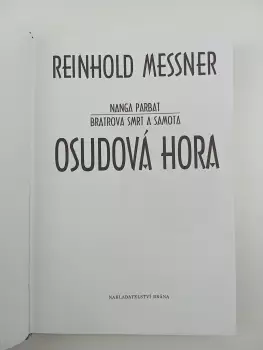 REINHOLD MESSNER
NANGA PARBAT
BRATROVA SMRT A SAMOTA
OSUDOVÁ HORA
NAKLADATELSTVÍ BRÁNA